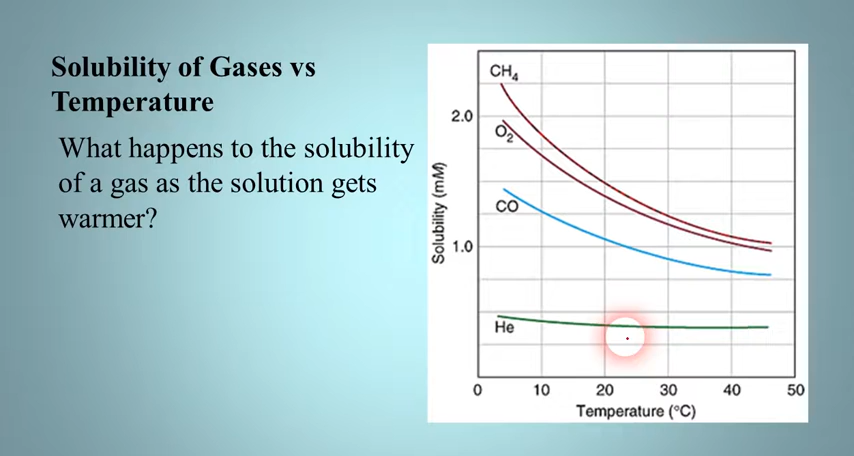 Solubility of Gases vs
Temperature
What happens to the solubility
of a gas as the solution gets
warmer?
CH₄
2.0
O₂
Solubility (mM)
CO
1.0
He
0 10 20 30 40 50
Temperature (°C)